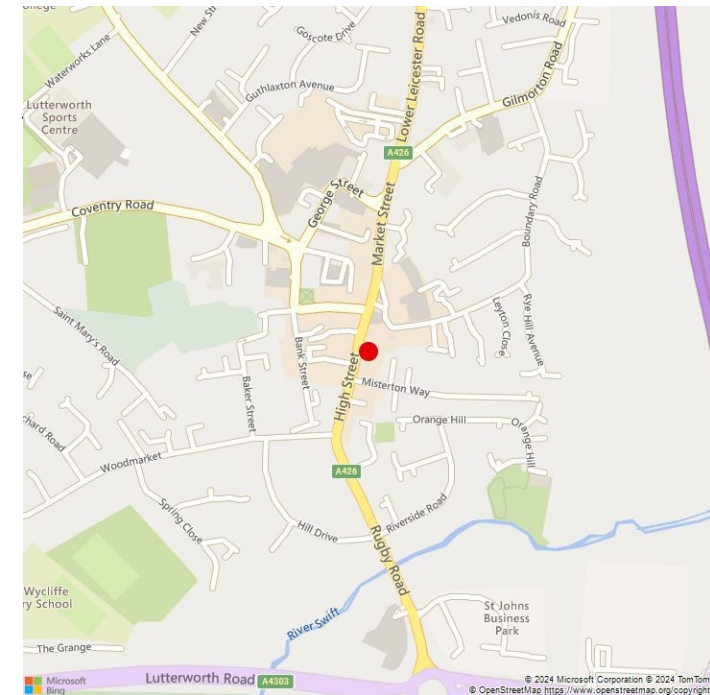 College
New St
Goscote Drive
Vedonis Road
Waterworks Lane
Lower Leicester Road
Guthlaxton Avenue
Gilmorton Road
Lutterworth
Sports
Centre
A426
George Street
Market Street
Coventry Road
Boundary Road
Saint Mary's Road
Leyton Close
Rye Hill Avenue
Bank Street
High Street
Misterton Way
Baker Street
Orange Hill
Orange Hill
chard Road
Woodmarket
A426
Spring Close
Riverside Road
Hill Drive
Rugby Road
Wycliffe
ry School
River Swift
St Johns
Business
Park
The Grange
Lutterworth Road A4303
Microsoft
Bing
© 2024 Microsoft Corporation © 2024 TomTom
© OpenStreetMap https://www.openstreetmap.org/copyright